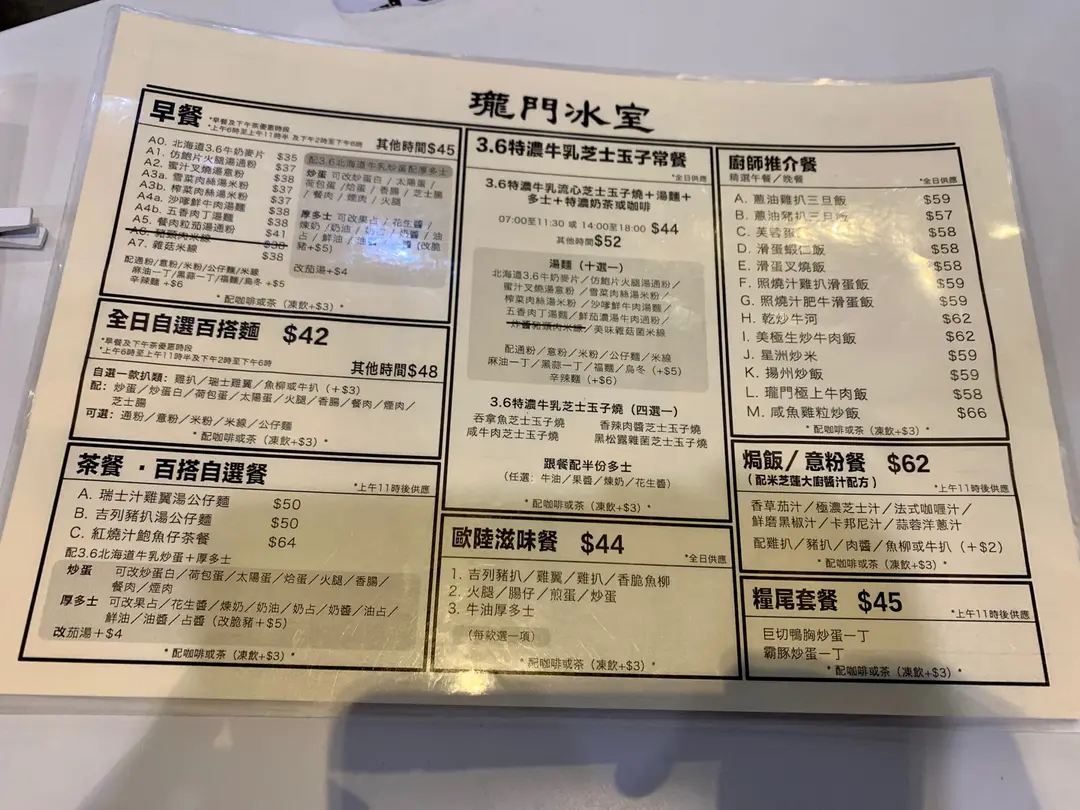 瓏門冰室
早餐
*早餐及下午茶優惠時段
*上午6時至上午11時半 及下午2時至下午6時
其他時間$45
A0. 北海道3.6牛奶麥片 $35
A1. 仿鮑片火腿湯通粉 $37
A2. 蜜汁叉燒湯意粉 $38
A3a. 雪菜肉絲湯米粉 $37
A3b. 榨菜肉絲湯米粉 $37
A4a. 沙嗲鮮牛肉湯麵 $38
A4b. 五香肉丁湯麵 $38
A5. 餐肉粒茄湯通粉 $41
A6. 豬頸肉米線 $38
A7. 雜菇米線 $38
配通粉/意粉/米粉/公仔麵/米線
麻油一丁/黑蒜一丁/福麵/烏冬 +$5
辛辣麵 +$6
配3.6北海道牛乳炒蛋配厚多士
炒蛋 可改炒蛋白/太陽蛋/
荷包蛋/烚蛋/香腸/芝士腸
/餐肉/煙肉/火腿
厚多士 可改果占/花生醬/
煉奶/奶油/奶占/奶醬/油
占/鮮油/油醬/占醬 (改脆
豬+$5)
改茄湯+$4
*配咖啡或茶 (凍飲+$3) *
全日自選百搭麵 $42
*早餐及下午茶優惠時段
*上午6時至上午11時半及下午2時至下午6時
其他時間$48
自選一款扒類：雞扒/瑞士雞翼/魚柳或牛扒 (+$3)
配：炒蛋/炒蛋白/荷包蛋/太陽蛋/火腿/香腸/餐肉/煙肉/
芝士腸
可選：通粉/意粉/米粉/米線/公仔麵
*配咖啡或茶 (凍飲+$3) *
茶餐 · 百搭自選餐
*上午11時後供應
A. 瑞士汁雞翼湯公仔麵 $50
B. 吉列豬扒湯公仔麵 $50
C. 紅燒汁鮑魚仔茶餐 $64
配3.6北海道牛乳炒蛋+厚多士
炒蛋 可改炒蛋白/荷包蛋/太陽蛋/烚蛋/火腿/香腸/
餐肉/煙肉
厚多士 可改果占/花生醬/煉奶/奶油/奶占/奶醬/油占/
鮮油/油醬/占醬 (改脆豬+$5)
改茄湯+$4
*配咖啡或茶 (凍飲+$3) *
3.6特濃牛乳芝士玉子常餐
*全日供應
3.6特濃牛乳流心芝士玉子燒+湯麵+
多士+特濃奶茶或咖啡
07:00至11:30 或 14:00至18:00 $44
其他時間$52
湯麵 (十選一)
北海道3.6牛奶麥片/仿鮑片火腿湯通粉/
蜜汁叉燒湯意粉/雪菜肉絲湯米粉/
榨菜肉絲湯米粉/沙嗲鮮牛肉湯麵/
五香肉丁湯麵/鮮茄濃湯牛肉通粉/
炸醬豬頸肉米線/美味雜菇菌米線
配通粉/意粉/米粉/公仔麵/米線
麻油一丁/黑蒜一丁/福麵/烏冬 (+$5)
辛辣麵 (+$6)
3.6特濃牛乳芝士玉子燒 (四選一)
吞拿魚芝士玉子燒 香辣肉醬芝士玉子燒
咸牛肉芝士玉子燒 黑松露雜菌芝士玉子燒
跟餐配半份多士
(任選：牛油/果醬/煉奶/花生醬)
*配咖啡或茶 (凍飲+$3) *
歐陸滋味餐 $44
*全日供應
1. 吉列豬扒/雞翼/雞扒/香脆魚柳
2. 火腿/腸仔/煎蛋/炒蛋
3. 牛油厚多士
(每款選一項)
*配咖啡或茶 (凍飲+$3) *
廚師推介餐
精選午餐/晚餐
*全日供應
A. 蔥油雞扒三旦飯 $59
B. 蔥油豬扒三旦飯 $57
C. 芙蓉 $58
D. 滑蛋蝦仁飯 $58
E. 滑蛋叉燒飯 $58
F. 照燒汁雞扒滑蛋飯 $59
G. 照燒汁肥牛滑蛋飯 $59
H. 乾炒牛河 $62
I. 美極生炒牛肉飯 $62
J. 星洲炒米 $59
K. 揚州炒飯 $59
L. 瓏門極上牛肉飯 $58
M. 咸魚雞粒炒飯 $66
*配咖啡或茶 (凍飲+$3) *
焗飯/意粉餐 $62
(配米芝蓮大廚醬汁配方)
*上午11時後供應
香草茄汁/極濃芝士汁/法式咖喱汁/
鮮磨黑椒汁/卡邦尼汁/蒜蓉洋蔥汁
配雞扒/豬扒/肉醬/魚柳或牛扒 (+$2)
*配咖啡或茶 (凍飲+$3) *
糧尾套餐 $45
*上午11時後供應
巨切鴨胸炒蛋一丁
霸豚炒蛋一丁
*配咖啡或茶 (凍飲+$3) *